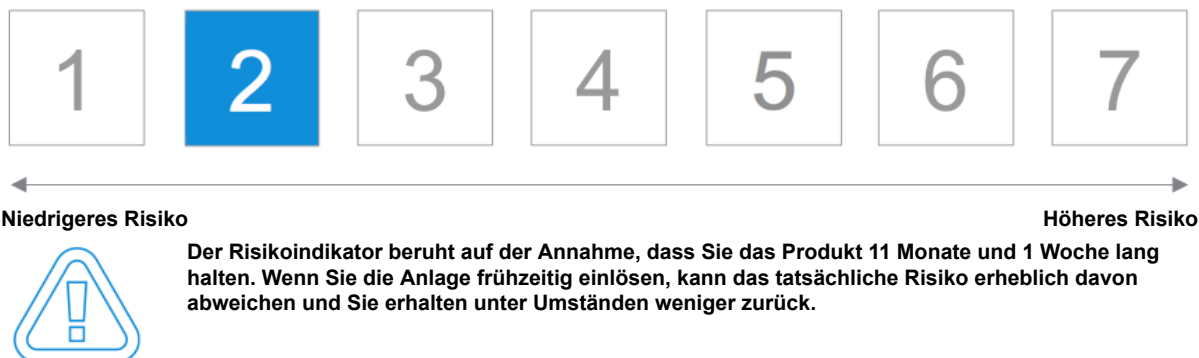 1 2 3 4 5 6 7
Niedrigeres Risiko Höheres Risiko
Der Risikoindikator beruht auf der Annahme, dass Sie das Produkt 11 Monate und 1 Woche lang
halten. Wenn Sie die Anlage frühzeitig einlösen, kann das tatsächliche Risiko erheblich davon
abweichen und Sie erhalten unter Umständen weniger zurück.